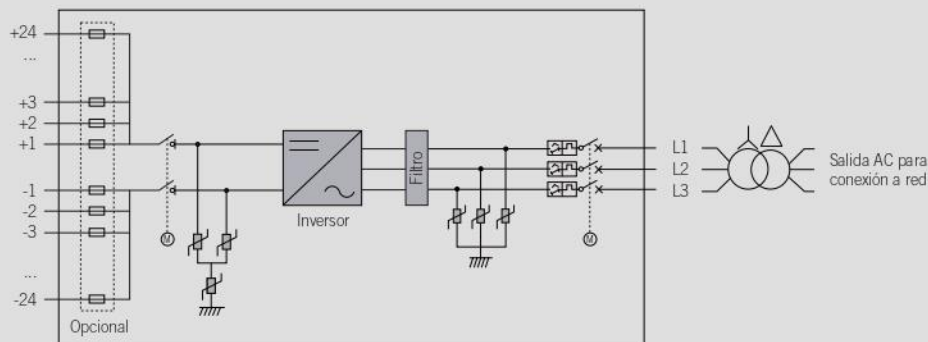 +24
...
+3
+2
+1
-1
-2
-3
...
-24
Opcional
M
Inversor
Filtro
M
L1
L2
L3
Salida AC para
conexión a red